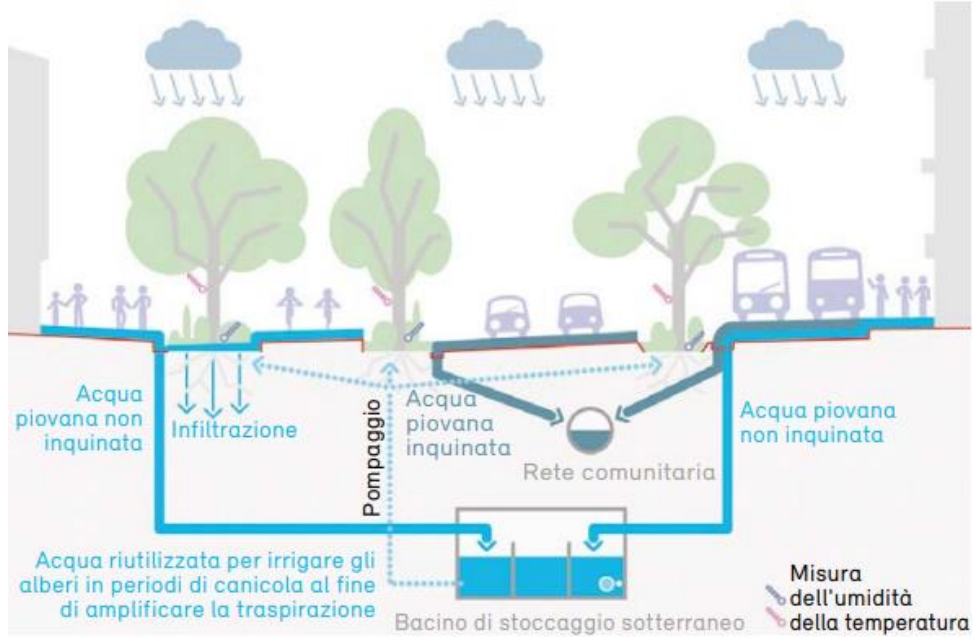 Acqua
piovana non
inquinata
Infiltrazione
Pompaggio
Acqua
piovana
inquinata
Rete comunitaria
Acqua piovana
non inquinata
Acqua riutilizzata per irrigare gli
alberi in periodi di canicola al fine
di amplificare la traspirazione
Bacino di stoccaggio sotterraneo
Misura
dell'umidità
della temperatura